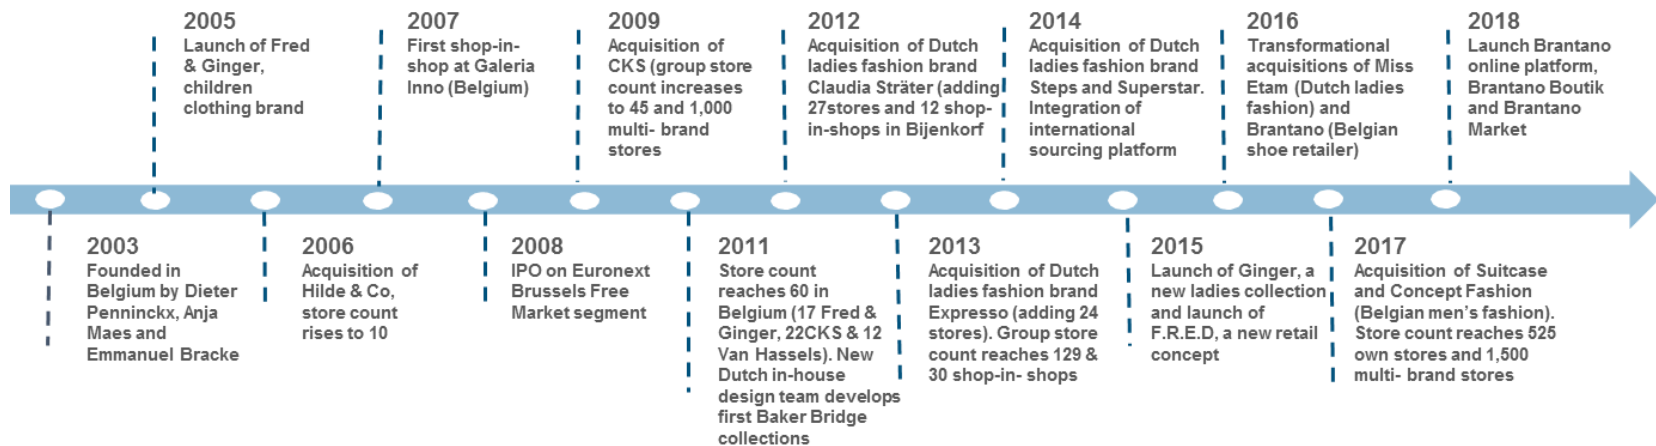 2005
Launch of Fred
& Ginger,
children
clothing brand
2007
First shop-in-
shop at Galeria
Inno (Belgium)
2009
Acquisition of
CKS (group store
count increases
to 45 and 1,000
multi- brand
stores
2012
Acquisition of Dutch
ladies fashion brand
Claudia Sträter (adding
27stores and 12 shop-
in-shops in Bijenkorf
2014
Acquisition of Dutch
ladies fashion brand
Steps and Superstar.
Integration of
international
sourcing platform
2016
Transformational
acquisitions of Miss
Etam (Dutch ladies
fashion) and
Brantano (Belgian
shoe retailer)
2018
Launch Brantano
online platform,
Brantano Boutik
and Brantano
Market
2003
Founded in
Belgium by Dieter
Penninckx, Anja
Maes and
Emmanuel Bracke
2006
Acquisition of
Hilde & Co,
store count
rises to 10
2008
IPO on Euronext
Brussels Free
Market segment
2011
Store count
reaches 60 in
Belgium (17 Fred &
Ginger, 22CKS & 12
Van Hassels). New
Dutch in-house
design team develops
first Baker Bridge
collections
2013
Acquisition of Dutch
ladies fashion brand
Expresso (adding 24
stores). Group store
count reaches 129 &
30 shop-in- shops
2015
Launch of Ginger, a
new ladies collection
and launch of
F.R.E.D, a new retail
concept
2017
Acquisition of Suitcase
and Concept Fashion
(Belgian men's fashion).
Store count reaches 525
own stores and 1,500
multi- brand stores